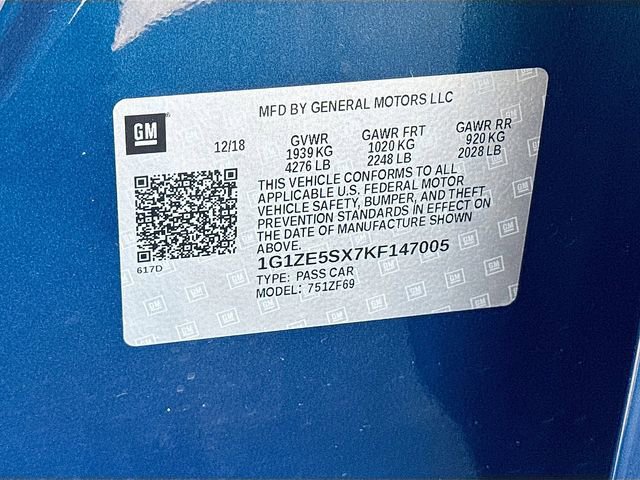 MFD BY GENERAL MOTORS LLC
GM
12/18
GVWR GAWR FRT GAWR RR
1939 KG 1020 KG 920 KG
4276 LB 2248 LB 2028 LB
THIS VEHICLE CONFORMS TO ALL
APPLICABLE U.S. FEDERAL MOTOR
VEHICLE SAFETY, BUMPER, AND THEFT
PREVENTION STANDARDS IN EFFECT ON
THE DATE OF MANUFACTURE SHOWN
ABOVE.
617D
1G1ZE5SX7KF147005
TYPE: PASS CAR
MODEL: 751ZF69